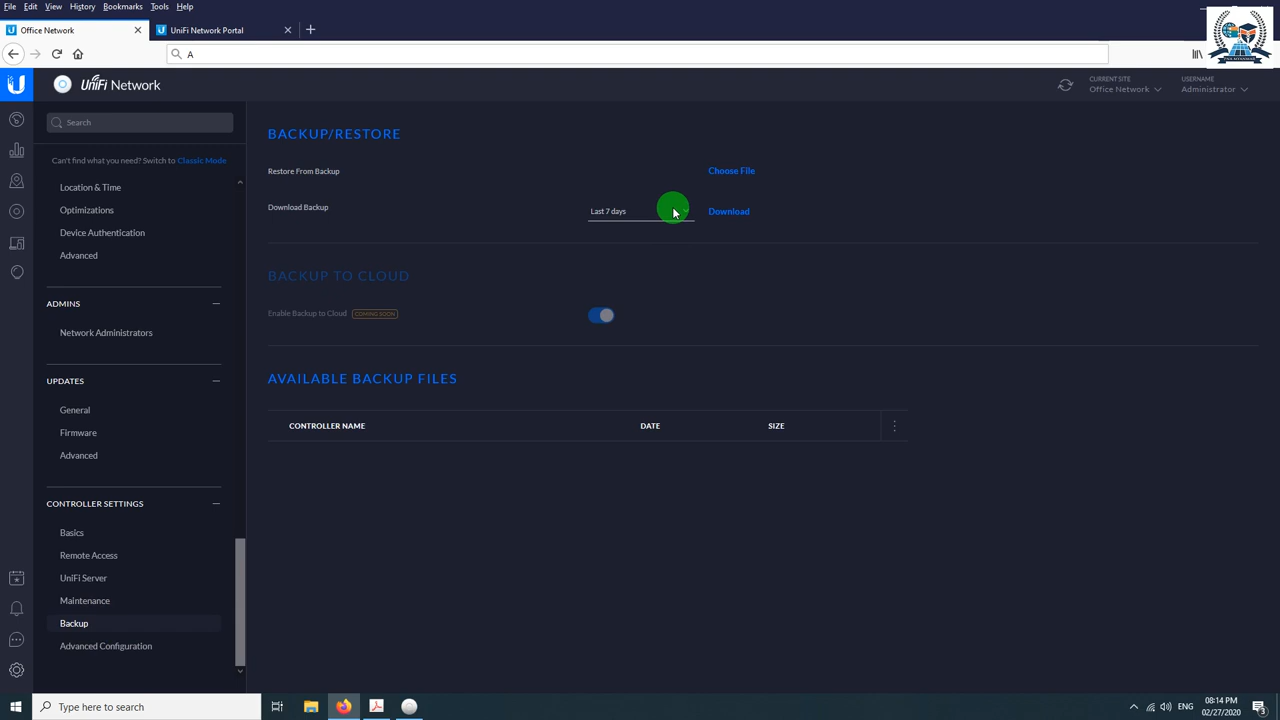 File Edit View History Bookmarks Tools Help
Office Network
UniFi Network Portal
A
UniFi Network
CURRENT SITE
Office Network
USERNAME
Administrator
Search
Can't find what you need? Switch to Classic Mode
Location & Time
Optimizations
Device Authentication
Advanced
ADMINS
Network Administrators
UPDATES
General
Firmware
Advanced
CONTROLLER SETTINGS
Basics
Remote Access
UniFi Server
Maintenance
Backup
Advanced Configuration
BACKUP/RESTORE
Restore From Backup
Choose File
Download Backup
Last 7 days
Download
BACKUP TO CLOUD
Enable Backup to Cloud COMING SOON
AVAILABLE BACKUP FILES
CONTROLLER NAME DATE SIZE
Type here to search
ENG
08:14 PM
02/27/2020
3